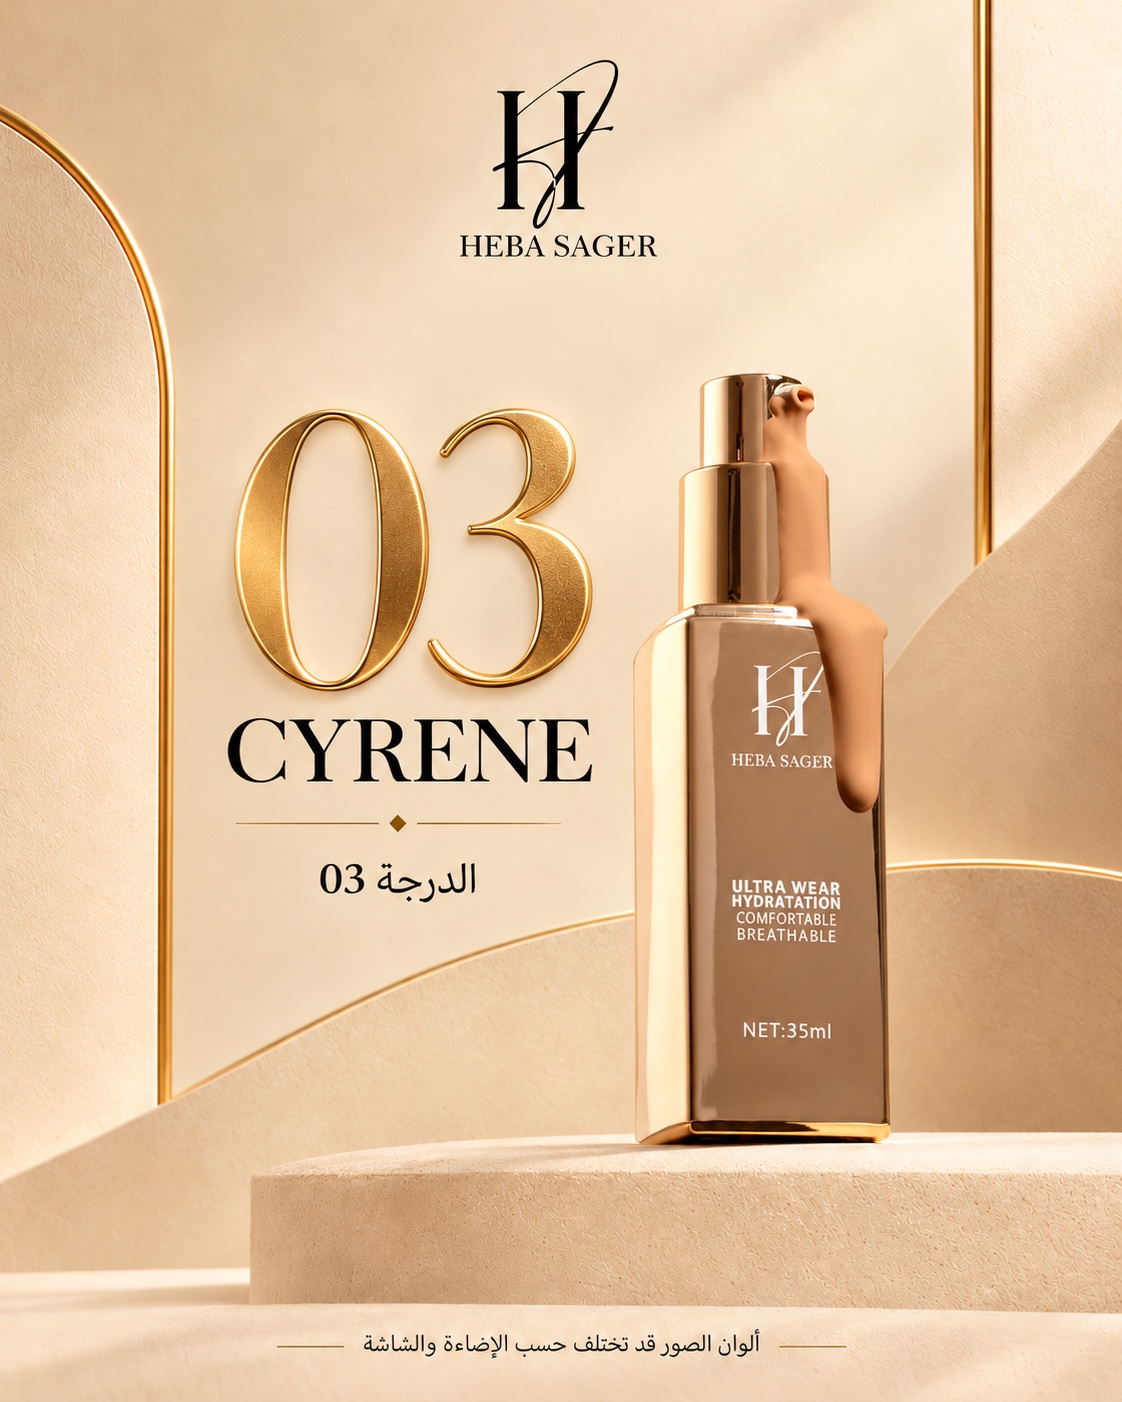 HEBA SAGER
03
CYRENE
الدرجة 03
HEBA SAGER
ULTRA WEAR
HYDRATATION
COMFORTABLE
BREATHABLE
NET:35ml
ألوان الصور قد تختلف حسب الإضاءة والشاشة